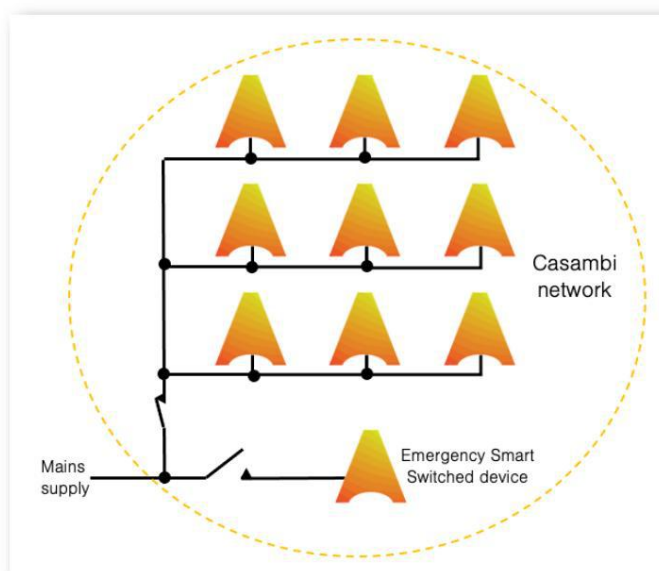 Casambi
network
Mains
supply
Emergency Smart
Switched device